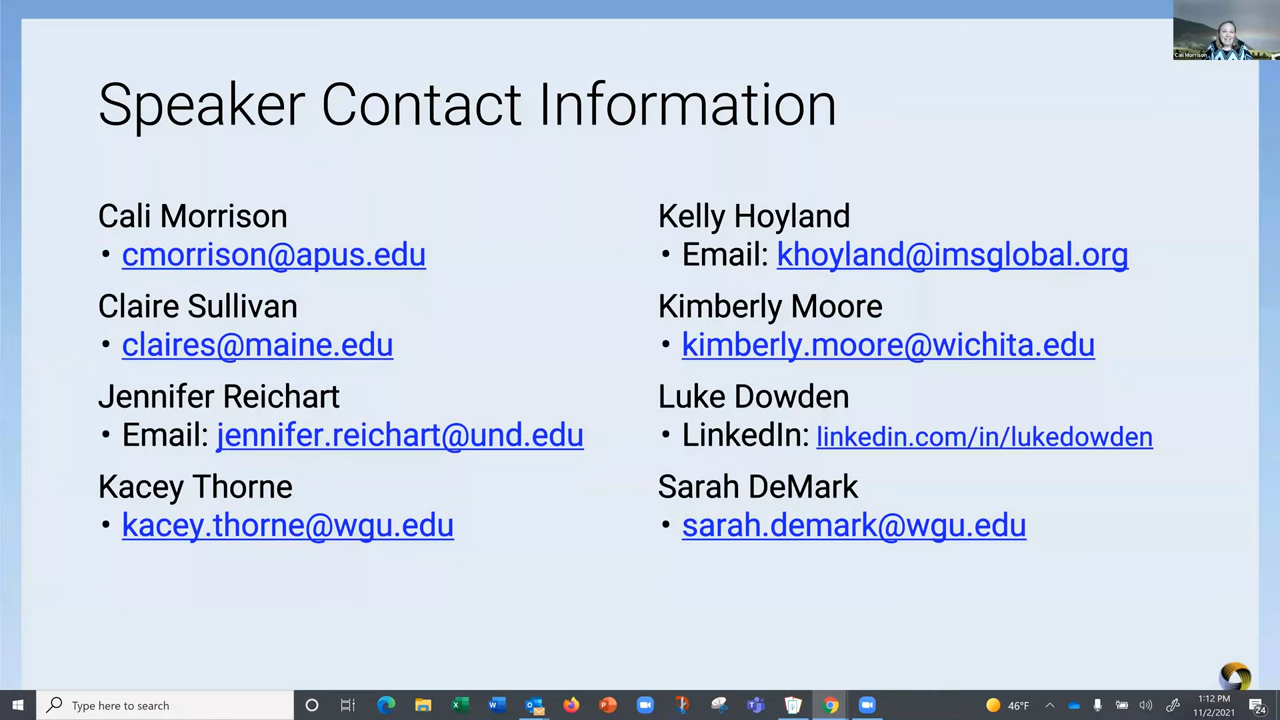 Cali Morrison
Speaker Contact Information
Cali Morrison
• cmorrison@apus.edu
Claire Sullivan
• claires@maine.edu
Jennifer Reichart
• Email: jennifer.reichart@und.edu
Kacey Thorne
• kacey.thorne@wgu.edu
Kelly Hoyland
• Email: khoyland@imsglobal.org
Kimberly Moore
• kimberly.moore@wichita.edu
Luke Dowden
• LinkedIn: linkedin.com/in/lukedowden
Sarah DeMark
• sarah.demark@wgu.edu
Type here to search
46°F
1:12 PM
11/2/2021
24